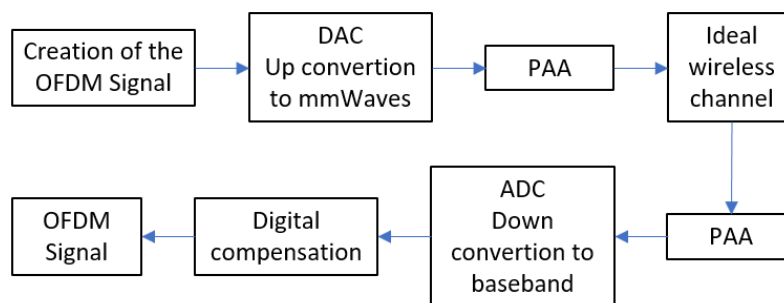 Creation of the
OFDM Signal
DAC
Up convertion
to mmWaves
PAA
Ideal
wireless
channel
PAA
ADC
Down
convertion to
baseband
Digital
compensation
OFDM
Signal